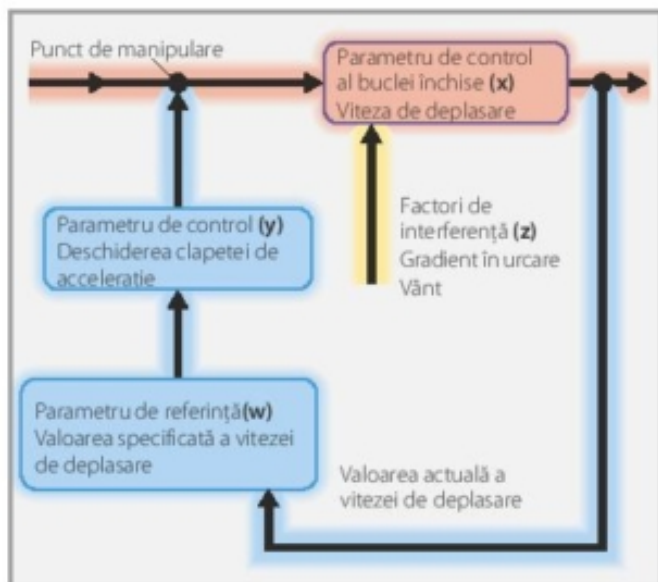 Punct de manipulare
Parametru de control
al buclei închise (x)
Viteza de deplasare
Parametru de control (y)
Deschiderea clapetei de
acceleratie
Factori de
interferență (z)
Gradient în urcare
Vânt
Parametru de referință(w)
Valoarea specificată a vitezei
de deplasare
Valoarea actuală a
vitezei de deplasare